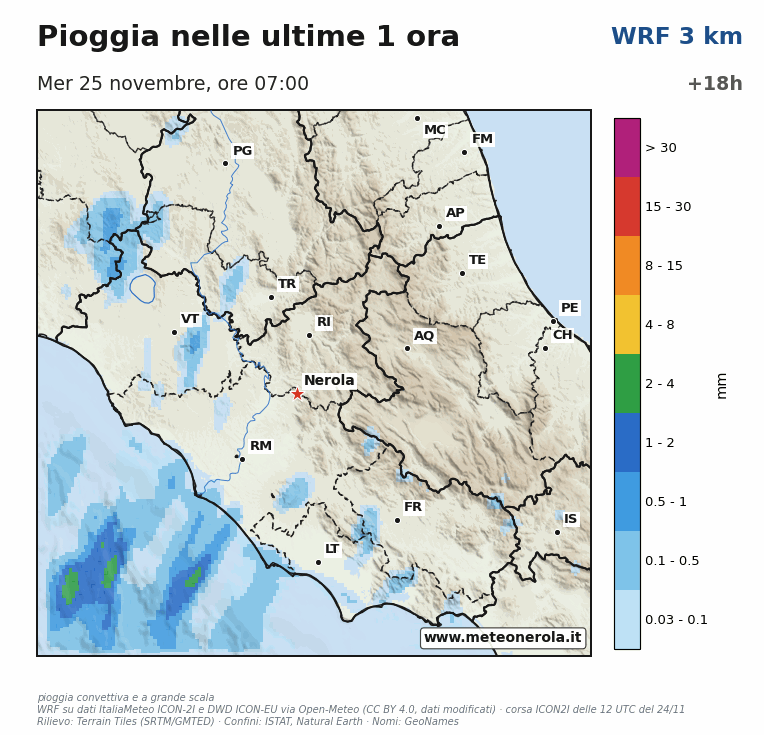 Pioggia nelle ultime 1 ora
WRF 3 km
Mer 25 novembre, ore 07:00
+18h
MC
FM
PG
AP
TE
TR
PE
VT
RI
AQ
CH
Nerola
RM
FR
IS
LT
www.meteonerola.it
> 30
15 - 30
8 - 15
4 - 8
2 - 4
1 - 2
0.5 - 1
0.1 - 0.5
0.03 - 0.1
mm
pioggia convettiva e a grande scala
WRF su dati ItaliaMeteo ICON-2I e DWD ICON-EU via Open-Meteo (CC BY 4.0, dati modificati) · corsa ICON2I delle 12 UTC del 24/11
Rilievo: Terrain Tiles (SRTM/GMTED) · Confini: ISTAT, Natural Earth · Nomi: GeoNames